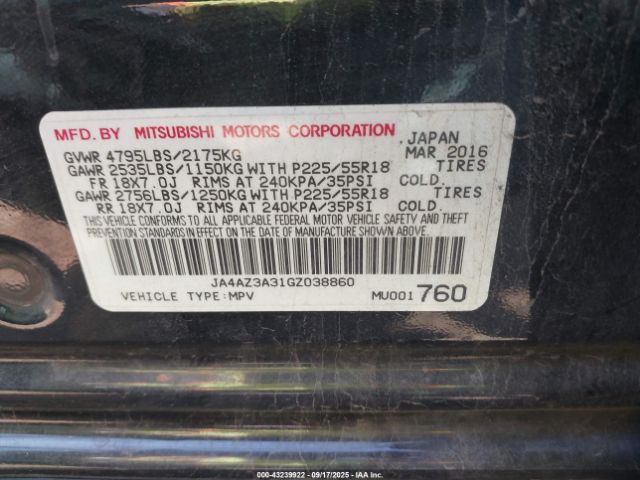 MFD. BY MITSUBISHI MOTORS CORPORATION JAPAN
GVWR 4795LBS/2175KG MAR 2016
GAWR 2535LBS/1150KG WITH P225/55R18 TIRES
FR 18X7.0J RIMS AT 240KPA/35PSI COLD.
GAWR 2756LBS/1250KG WITH P225/55R18 TIRES
RR 18X7.0J RIMS AT 240KPA/35PSI COLD.
THIS VEHICLE CONFORMS TO ALL APPLICABLE FEDERAL MOTOR VEHICLE SAFETY AND THEFT
PREVENTION STANDARDS IN EFFECT ON THE DATE OF MANUFACTURE SHOWN ABOVE.
JA4AZ3A31GZ038860
VEHICLE TYPE:MPV MU001 760
000-43239922 - 09/17/2025 - © IAA, Inc.